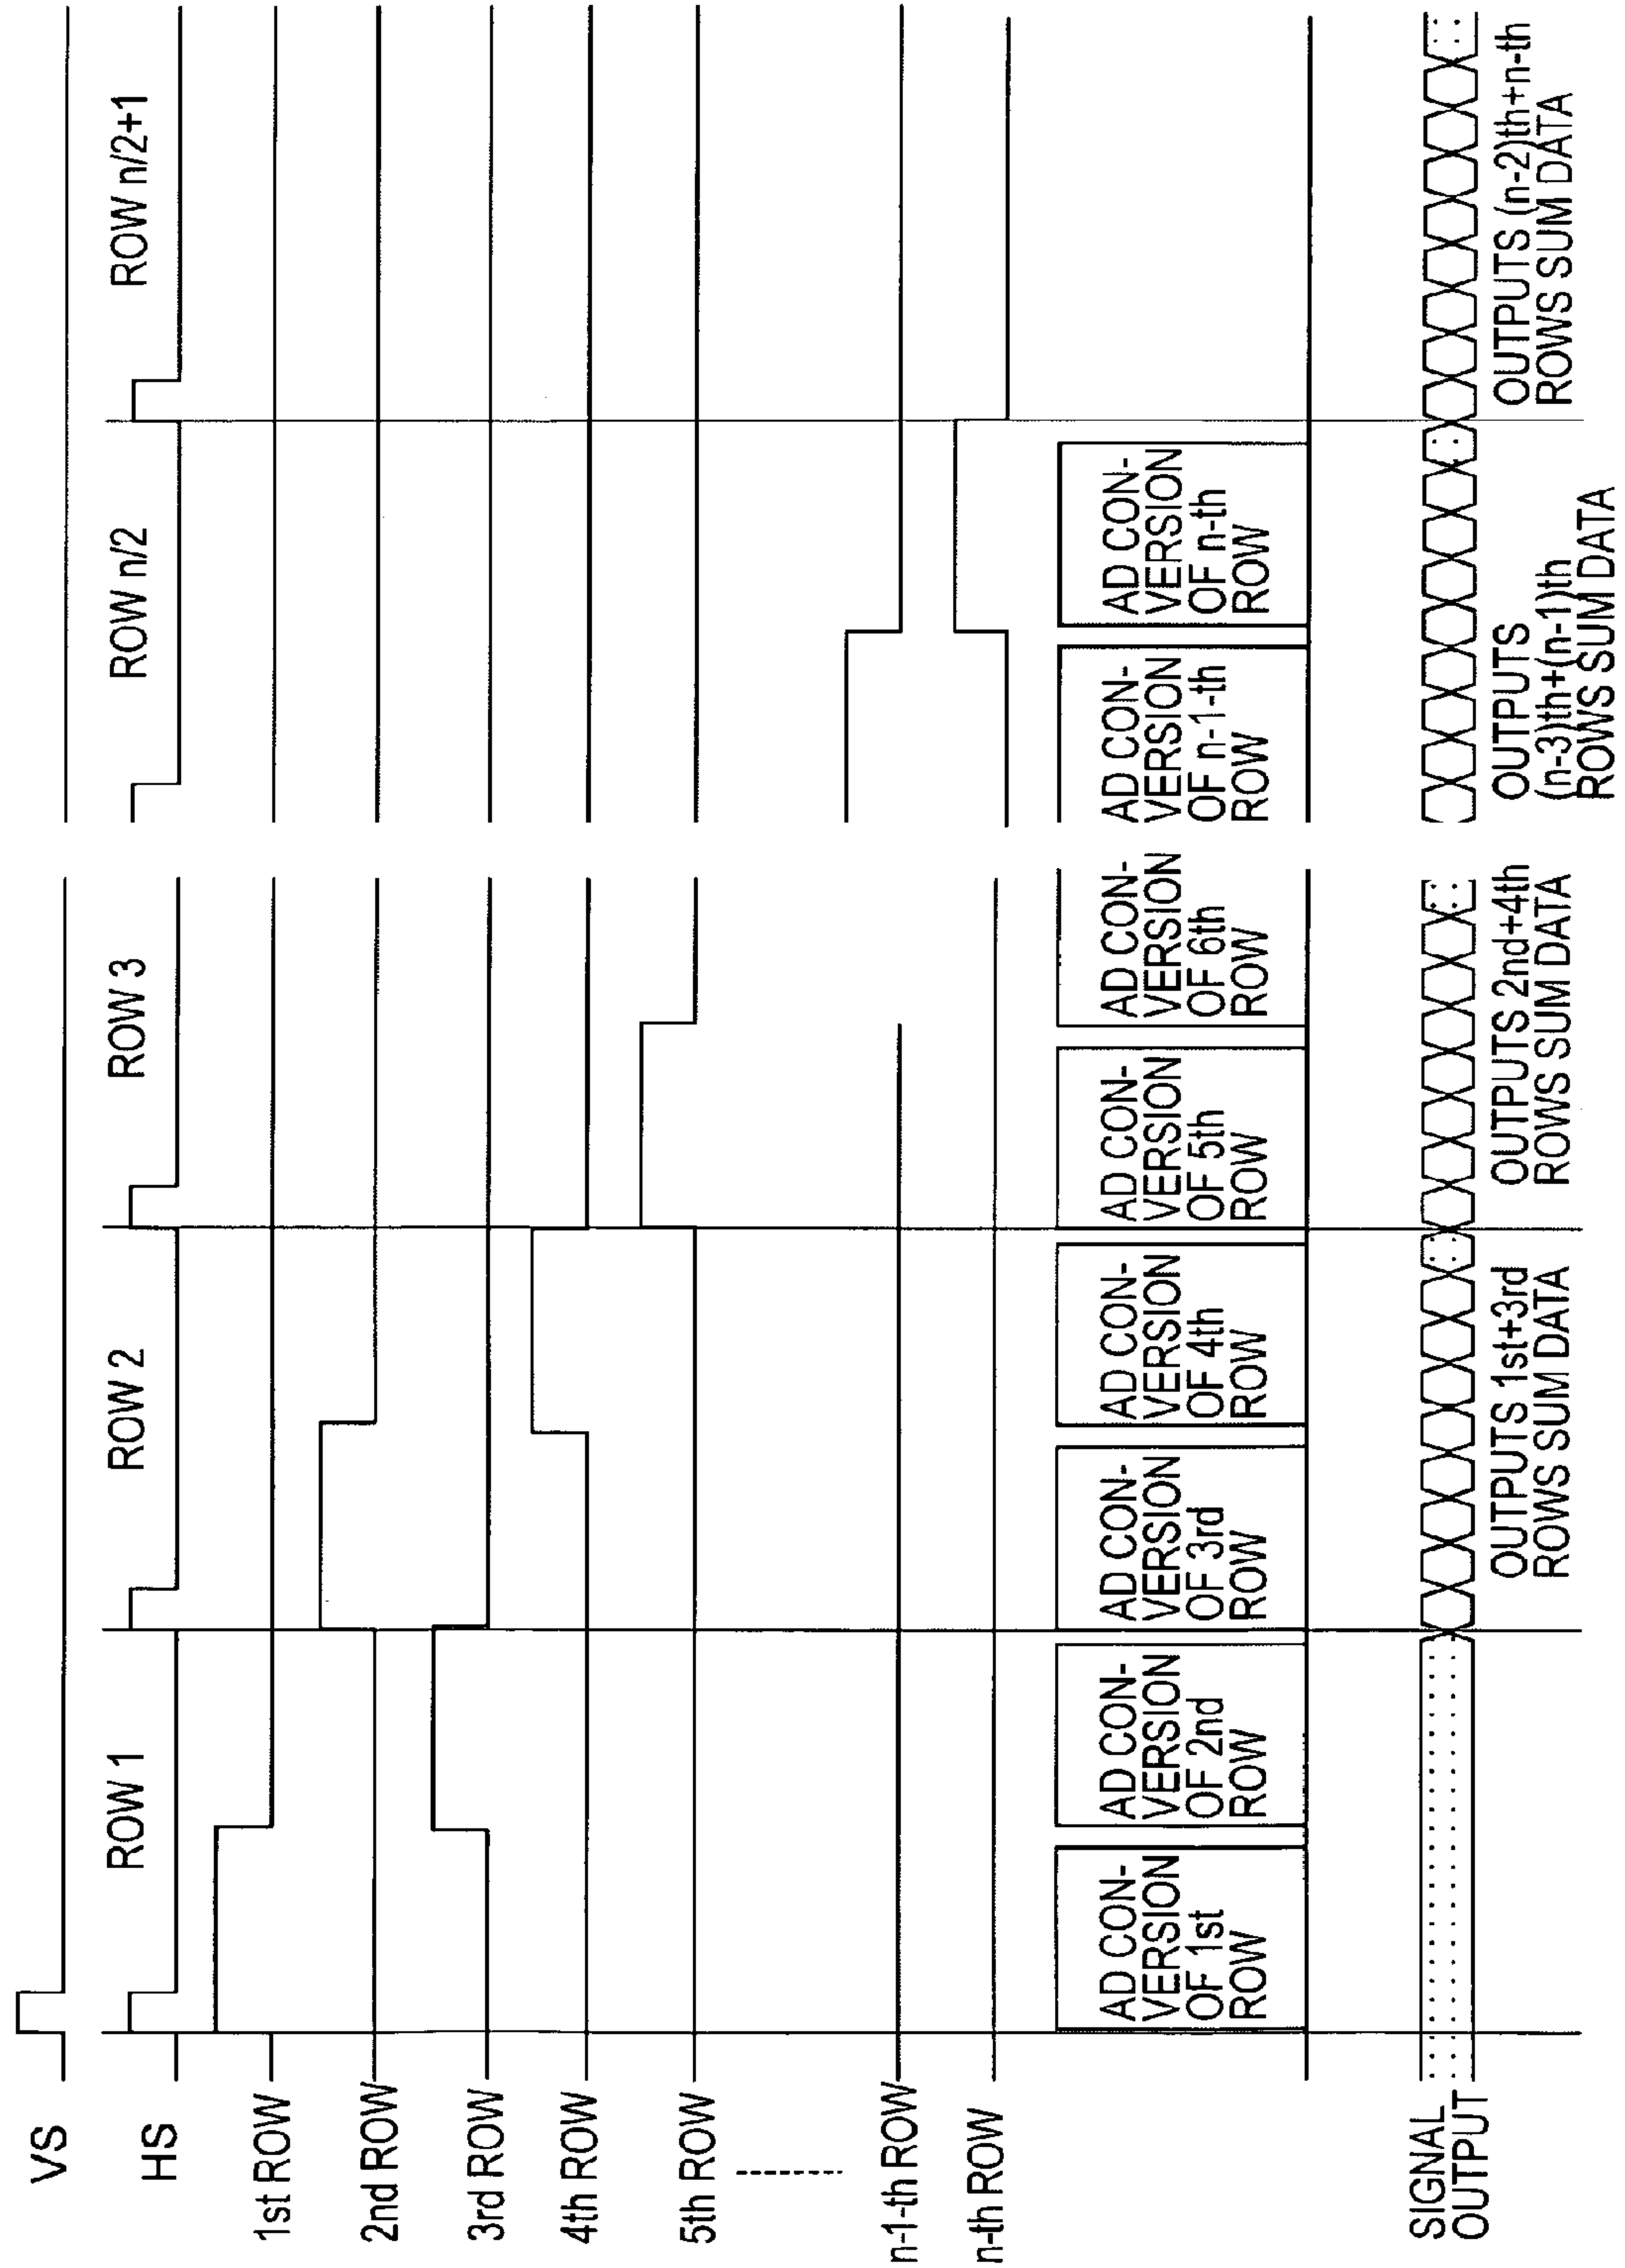 VS
HS
ROW 1
ROW 2
ROW 3
ROW n/2
ROW n/2+1
1st ROW
2nd ROW
3rd ROW
4th ROW
5th ROW
n-1-th ROW
n-th ROW
AD CON-
VERSION
OF 1st
ROW
AD CON-
VERSION
OF 2nd
ROW
AD CON-
VERSION
OF 3rd
ROW
AD CON-
VERSION
OF 4th
ROW
AD CON-
VERSION
OF 5th
ROW
AD CON-
VERSION
OF 6th
ROW
AD CON-
VERSION
OF n-1-th
ROW
AD CON-
VERSION
OF n-th
ROW
SIGNAL
OUTPUT
OUTPUTS 1st+3rd
ROWS SUM DATA
OUTPUTS 2nd+4th
ROWS SUM DATA
OUTPUTS
(n-3)th+(n-1)th
ROWS SUM DATA
OUTPUTS (n-2)th+n-th
ROWS SUM DATA